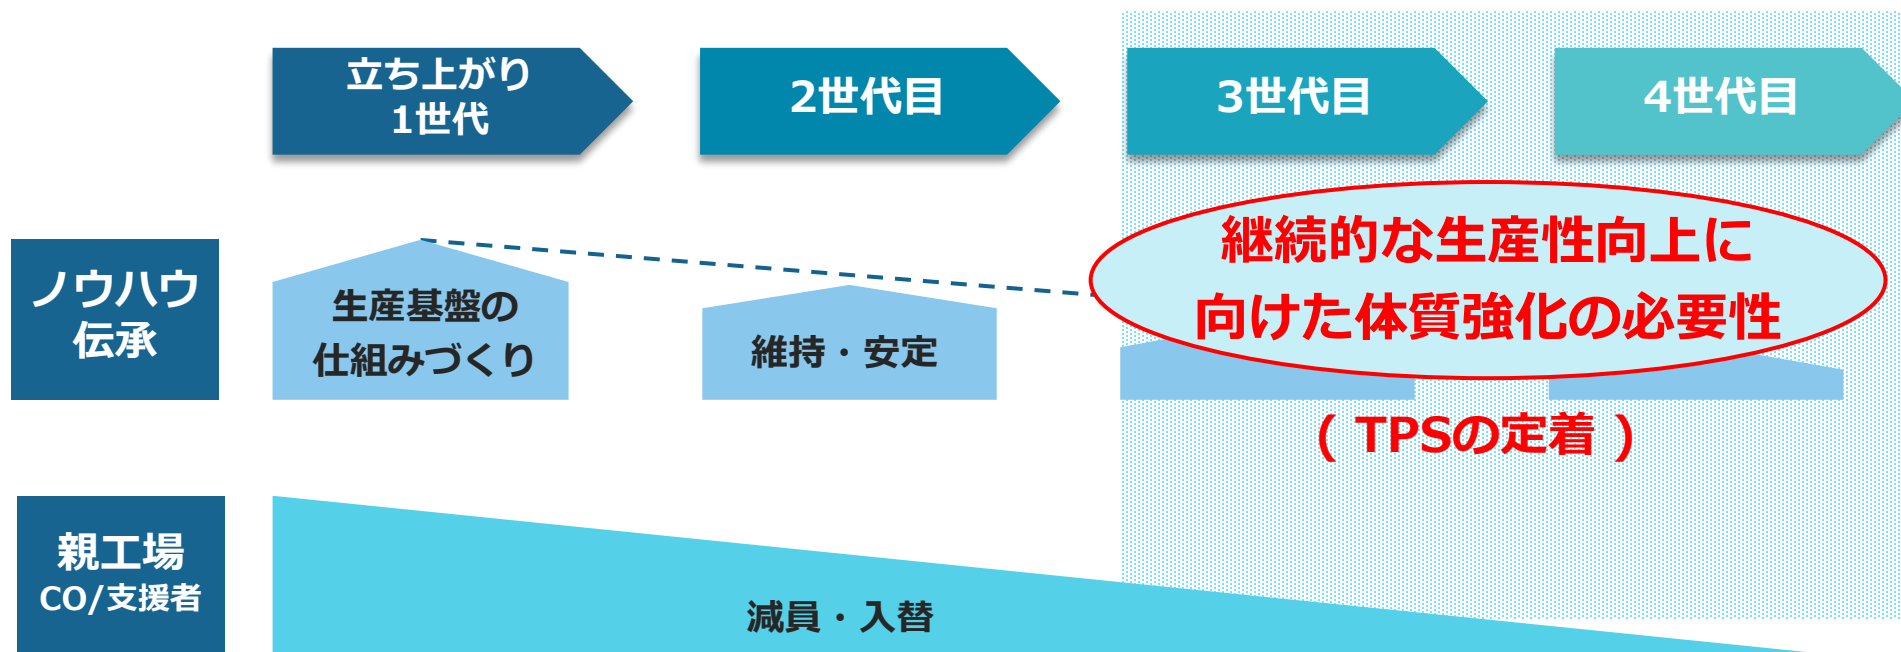 立ち上がり
1世代
2世代目
3世代目
4世代目
ノウハウ
伝承
生産基盤の
仕組みづくり
維持・安定
継続的な生産性向上に
向けた体質強化の必要性
( TPSの定着 )
親工場
CO/支援者
減員・入替